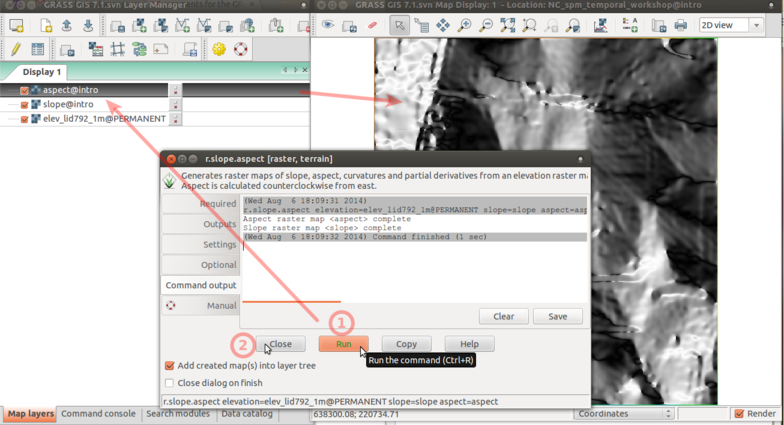 GRASS GIS 7.1.svn Layer Manager
GRASS GIS 7.1.svn Map Display: 1 - Location: NC_spm_temporal_workshop@intro
2D view
Display 1
aspect@intro
slope@intro
elev_lid792_1m@PERMANENT
r.slope.aspect [raster, terrain]
Generates raster maps of slope, aspect, curvatures and partial derivatives from an elevation raster ma
Aspect is calculated counterclockwise from east.
Required
Outputs
Settings
Optional
Command output
Manual
(Wed Aug  6 18:09:31 2014)
r.slope.aspect elevation=elev_lid792_1m@PERMANENT slope=slope aspect=asp
Aspect raster map <aspect> complete
Slope raster map <slope> complete
(Wed Aug  6 18:09:32 2014) Command finished (1 sec)
Clear
Save
1
2
Close
Run
Copy
Help
Run the command (Ctrl+R)
Add created map(s) into layer tree
Close dialog on finish
r.slope.aspect elevation=elev_lid792_1m@PERMANENT slope=slope aspect=aspect
Map layers
Command console
Search modules
Data catalog
638300.08; 220734.71
Coordinates
Render